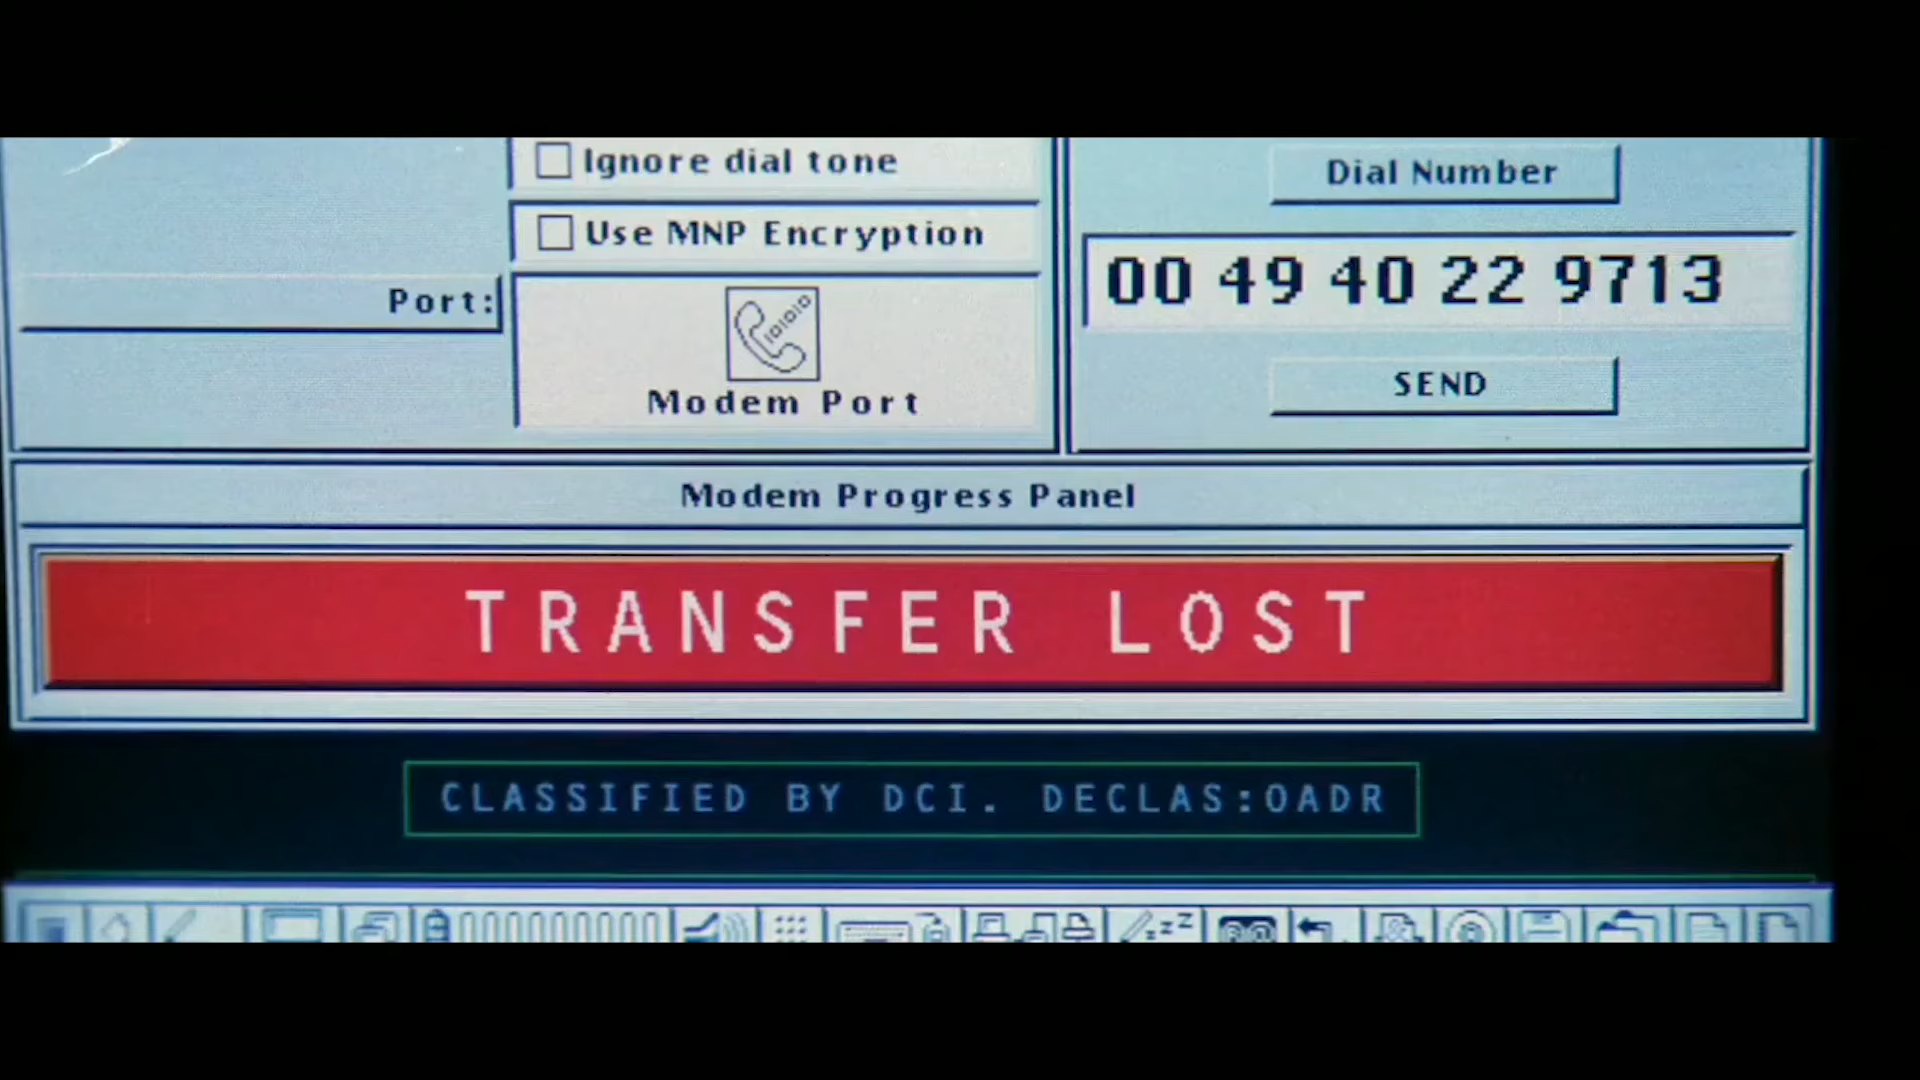 Ignore dial tone
Dial Number
Use MNP Encryption
00 49 40 22 9713
Port:
SEND
Modem Port
Modem Progress Panel
TRANSFER LOST
CLASSIFIED BY DCI. DECLAS:OADR